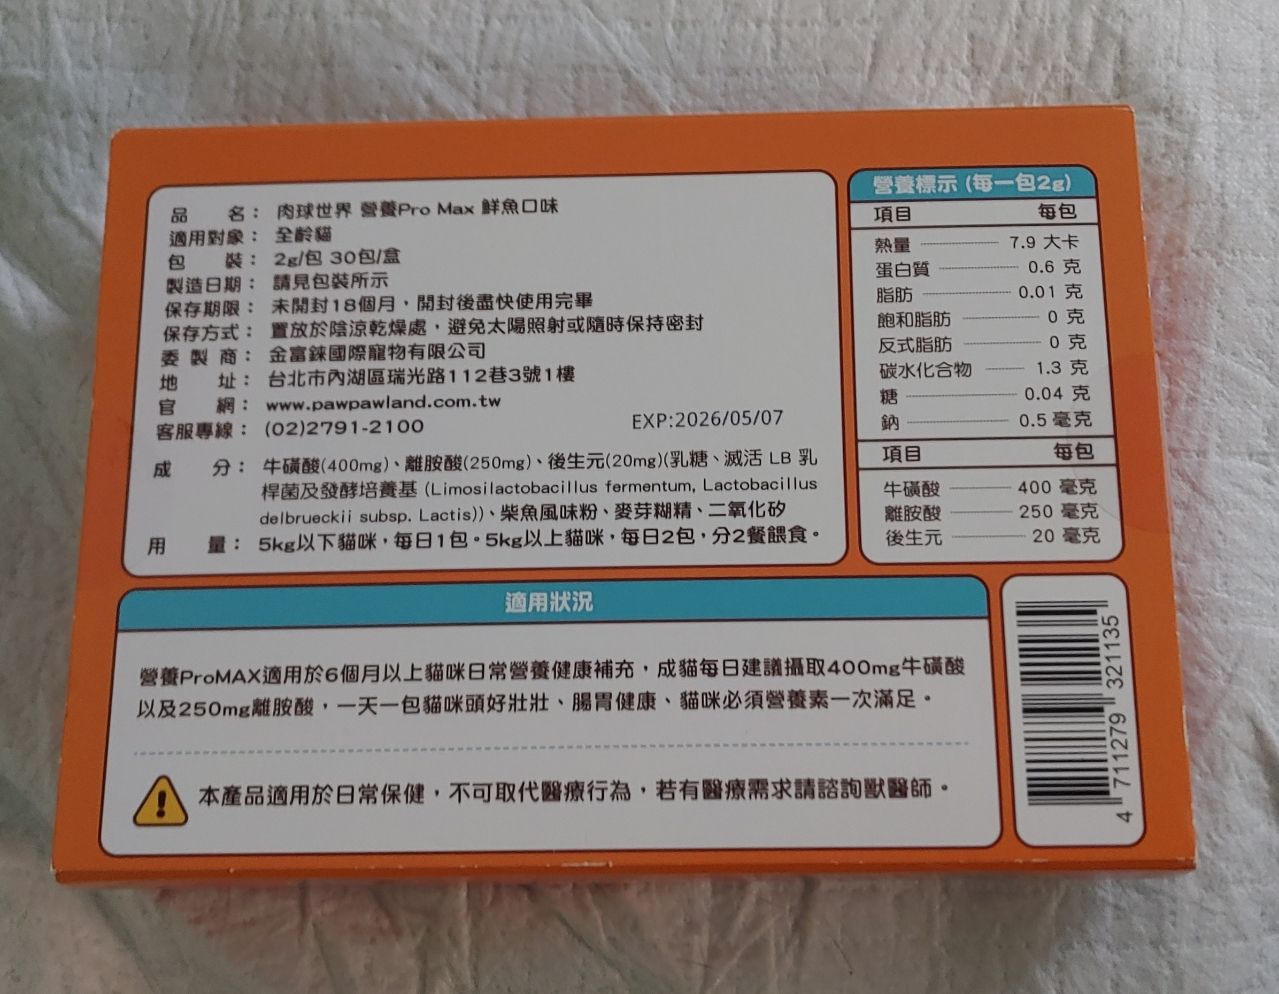 品　　名： 肉球世界 營養Pro Max 鮮魚口味
適用對象： 全齡貓
包　　裝： 2g/包 30包/盒
製造日期： 請見包裝所示
保存期限： 未開封18個月，開封後盡快使用完畢
保存方式： 置放於陰涼乾燥處，避免太陽照射或隨時保持密封
委 製 商： 金富錸國際寵物有限公司
地　　址： 台北市內湖區瑞光路112巷3號1樓
官　　網： www.pawpawland.com.tw
客服專線： (02)2791-2100
EXP:2026/05/07
成　　分： 牛磺酸(400mg)、離胺酸(250mg)、後生元(20mg)(乳糖、滅活 LB 乳
桿菌及發酵培養基 (Limosilactobacillus fermentum, Lactobacillus
delbrueckii subsp. Lactis))、柴魚風味粉、麥芽糊精、二氧化矽
用　　量： 5kg以下貓咪，每日1包。5kg以上貓咪，每日2包，分2餐餵食。
營養標示 (每一包2g)
項目 每包
熱量 7.9 大卡
蛋白質 0.6 克
脂肪 0.01 克
飽和脂肪 0 克
反式脂肪 0 克
碳水化合物 1.3 克
糖 0.04 克
鈉 0.5 毫克
項目 每包
牛磺酸 400 毫克
離胺酸 250 毫克
後生元 20 毫克
適用狀況
營養ProMAX適用於6個月以上貓咪日常營養健康補充，成貓每日建議攝取400mg牛磺酸
以及250mg離胺酸，一天一包貓咪頭好壯壯、腸胃健康、貓咪必須營養素一次滿足。
本產品適用於日常保健，不可取代醫療行為，若有醫療需求請諮詢獸醫師。
4 711279 321135